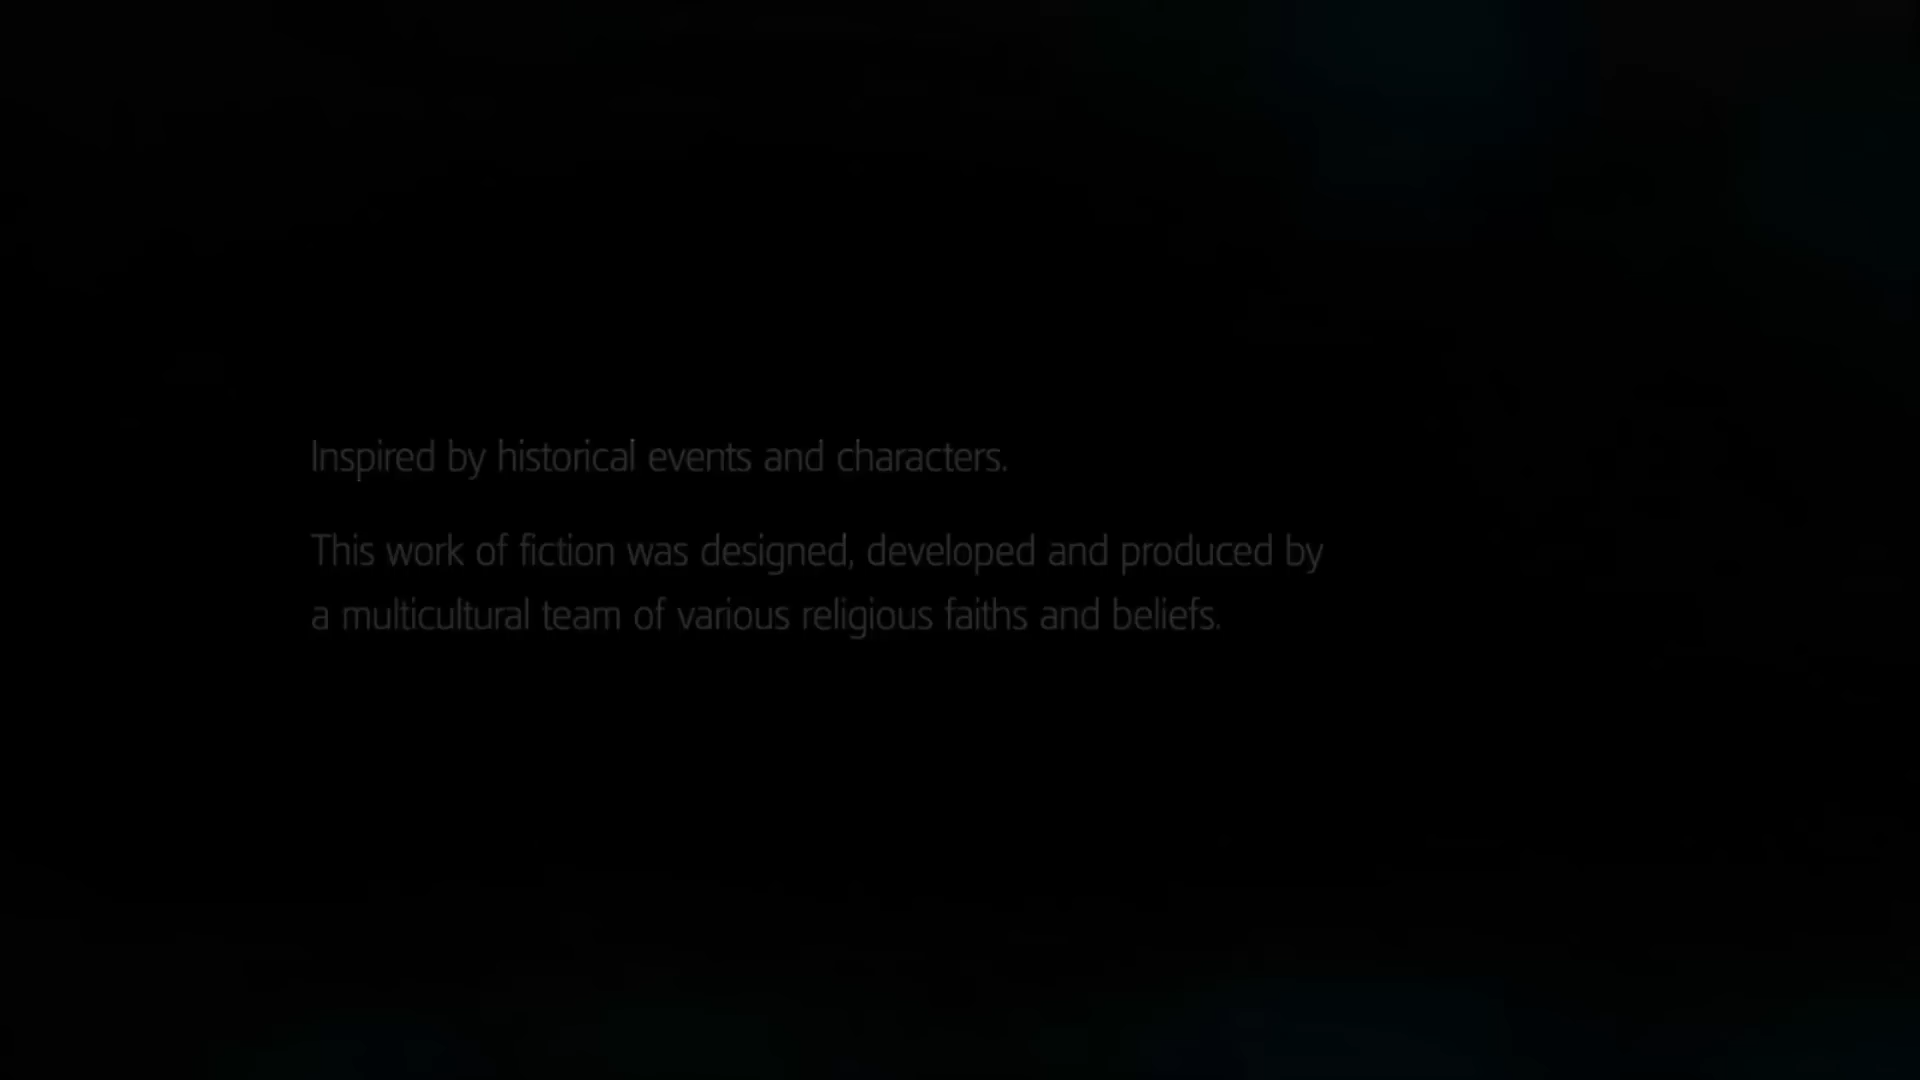 Inspired by historical events and characters.
This work of fiction was designed, developed and produced by
a multicultural team of various religious faiths and beliefs.